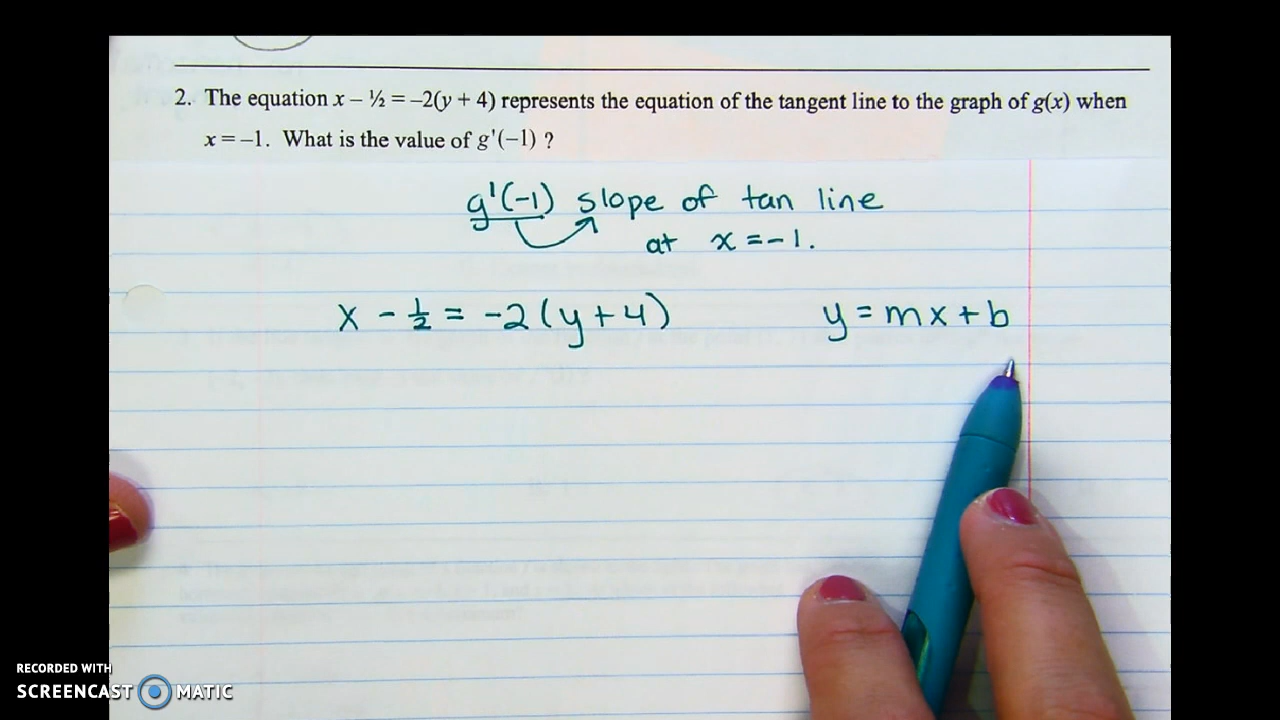 2. The equation x – ½ = –2(y + 4) represents the equation of the tangent line to the graph of g(x) when
x = –1. What is the value of g'(–1) ?
g'(-1) slope of tan line
at x = -1.
x - 1/2 = -2(y+4)
y = mx + b
RECORDED WITH
SCREENCAST MATIC